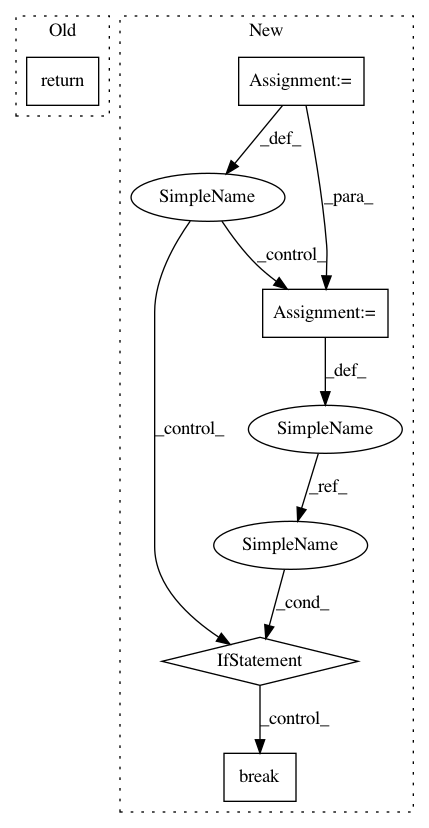 Old
New
return
Assignment:=
_def_
SimpleName
_para_
_control_
Assignment:=
_def_
_control_
SimpleName
_ref_
SimpleName
_cond_
IfStatement
_control_
break